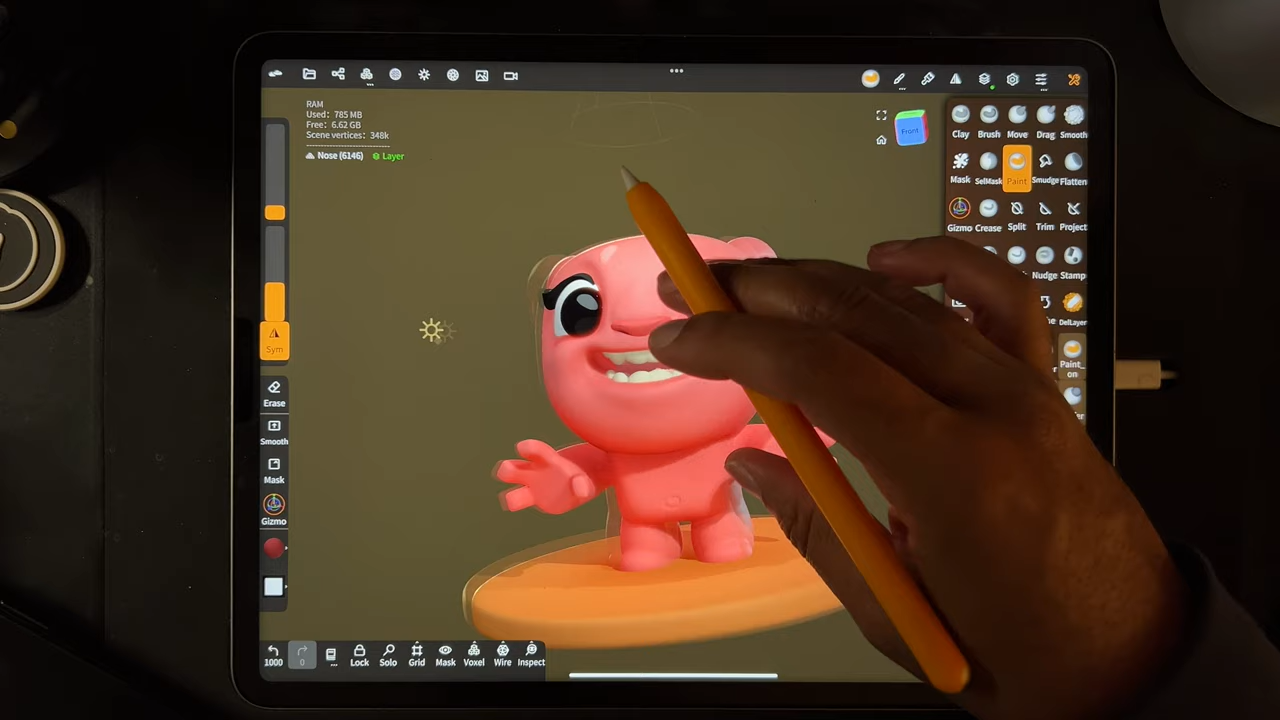 RAM
Used: 785 MB
Free: 6.62 GB
Scene vertices: 348k
Nose (6146) Layer
Front
Clay Brush Move Drag Smooth
Mask SelMask Paint Smudge Flatten
Gizmo Crease Split Trim Project
Nudge Stamp
DelLayer
Paint_on
Sym
Erase
Smooth
Mask
Gizmo
1000 0 Lock Solo Grid Mask Voxel Wire Inspect